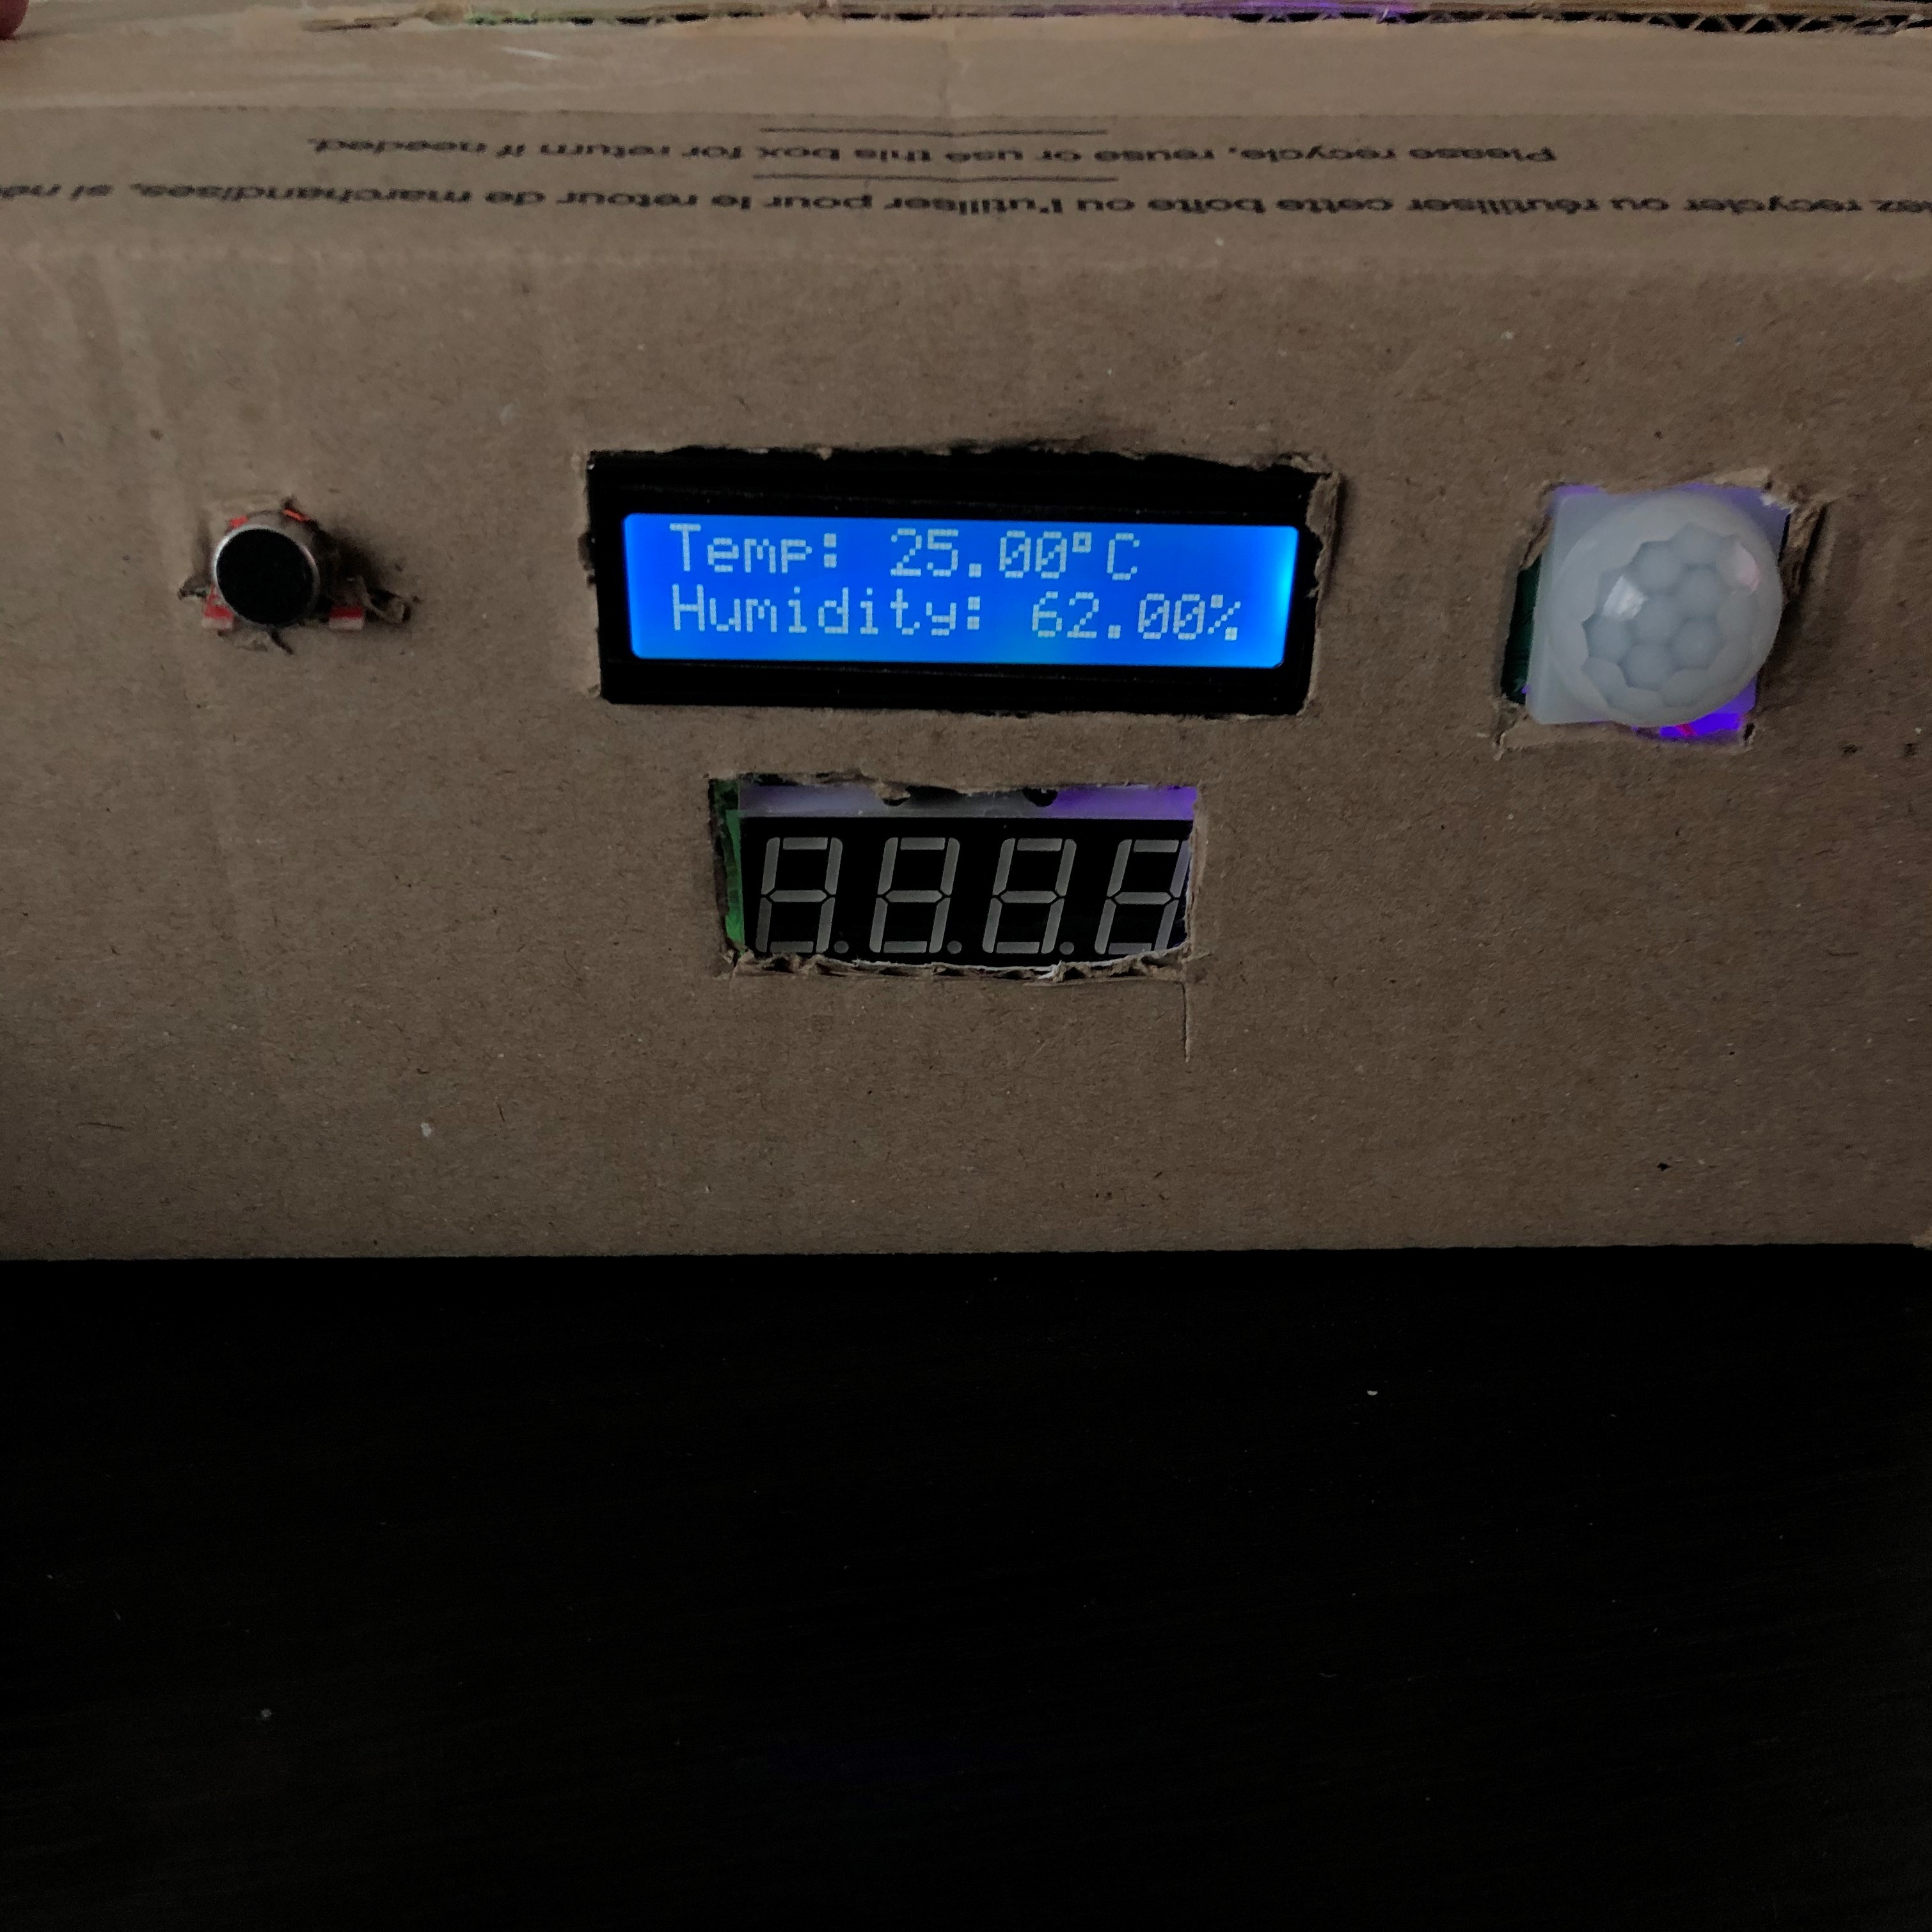 Please recycle, reuse or use this box for return if needed.
recycler ou réutiliser cette boîte ou l'utiliser pour le retour de marchandises, si
Temp: 25.00°C
Humidity: 62.00%